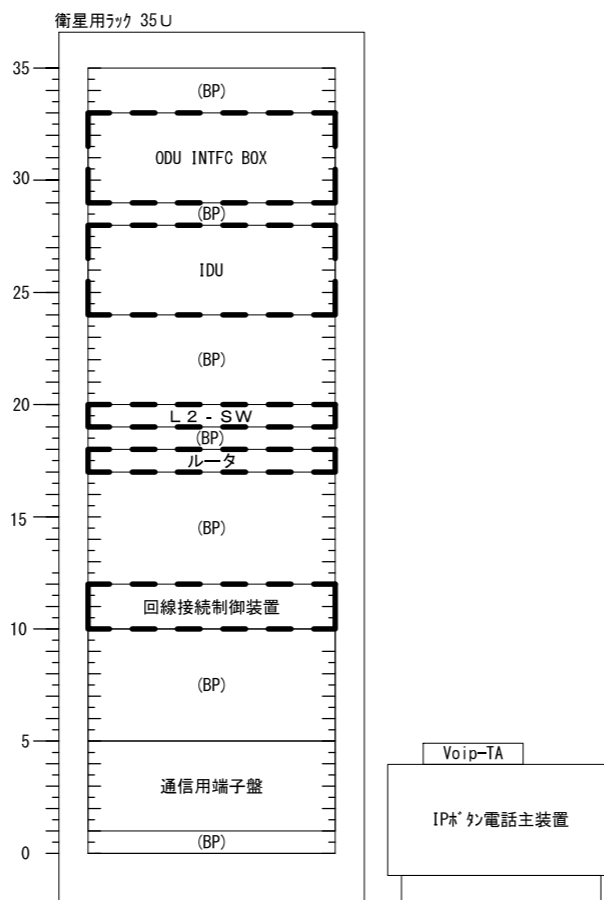 衛星用ﾗｯｸ 35U
35
(BP)
ODU INTFC BOX
30
(BP)
IDU
25
(BP)
20
L2-SW
(BP)
ルータ
15
(BP)
回線接続制御装置
10
(BP)
5
通信用端子盤
(BP)
0
Voip-TA
IPﾎﾞﾀﾝ電話主装置